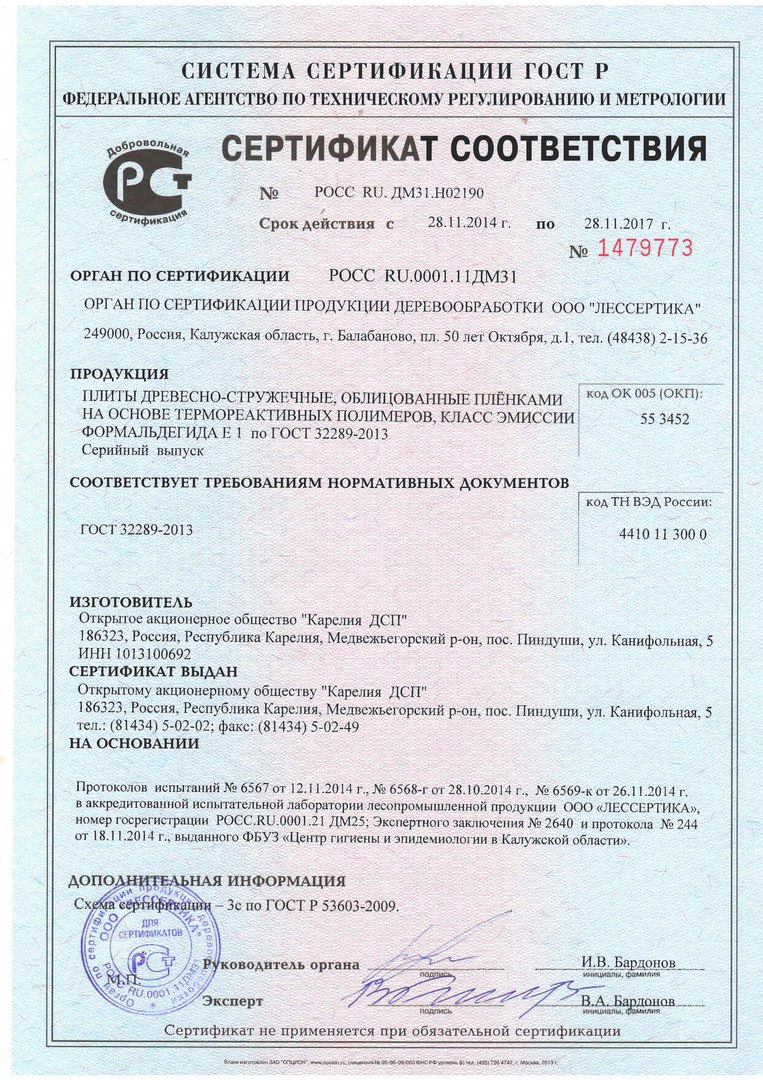 СИСТЕМА СЕРТИФИКАЦИИ ГОСТ Р
ФЕДЕРАЛЬНОЕ АГЕНТСТВО ПО ТЕХНИЧЕСКОМУ РЕГУЛИРОВАНИЮ И МЕТРОЛОГИИ
Добровольная
РСТ
сертификация
СЕРТИФИКАТ СООТВЕТСТВИЯ
№ РОСС RU. ДМ31.Н02190
Срок действия с 28.11.2014 г. по 28.11.2017 г.
№ 1479773
ОРГАН ПО СЕРТИФИКАЦИИ РОСС RU.0001.11ДМ31
ОРГАН ПО СЕРТИФИКАЦИИ ПРОДУКЦИИ ДЕРЕВООБРАБОТКИ ООО "ЛЕССЕРТИКА"
249000, Россия, Калужская область, г. Балабаново, пл. 50 лет Октября, д.1, тел. (48438) 2-15-36
ПРОДУКЦИЯ
ПЛИТЫ ДРЕВЕСНО-СТРУЖЕЧНЫЕ, ОБЛИЦОВАННЫЕ ПЛЁНКАМИ
НА ОСНОВЕ ТЕРМОРЕАКТИВНЫХ ПОЛИМЕРОВ, КЛАСС ЭМИССИИ
ФОРМАЛЬДЕГИДА Е 1 по ГОСТ 32289-2013
Серийный выпуск
код ОК 005 (ОКП):
55 3452
СООТВЕТСТВУЕТ ТРЕБОВАНИЯМ НОРМАТИВНЫХ ДОКУМЕНТОВ
ГОСТ 32289-2013
код ТН ВЭД России:
4410 11 300 0
ИЗГОТОВИТЕЛЬ
Открытое акционерное общество "Карелия ДСП"
186323, Россия, Республика Карелия, Медвежьегорский р-он, пос. Пиндуши, ул. Канифольная, 5
ИНН 1013100692
СЕРТИФИКАТ ВЫДАН
Открытому акционерному обществу "Карелия ДСП"
186323, Россия, Республика Карелия, Медвежьегорский р-он, пос. Пиндуши, ул. Канифольная, 5
тел.: (81434) 5-02-02; факс: (81434) 5-02-49
НА ОСНОВАНИИ
Протоколов испытаний № 6567 от 12.11.2014 г., № 6568-г от 28.10.2014 г., № 6569-к от 26.11.2014 г.
в аккредитованной испытательной лаборатории лесопромышленной продукции ООО «ЛЕССЕРТИКА»,
номер госрегистрации РОСС.RU.0001.21 ДМ25; Экспертного заключения № 2640 и протокола № 244
от 18.11.2014 г., выданного ФБУЗ «Центр гигиены и эпидемиологии в Калужской области».
ДОПОЛНИТЕЛЬНАЯ ИНФОРМАЦИЯ
Схема сертификации – 3с по ГОСТ Р 53603-2009.
ООО "ЛЕССЕРТИКА"
ДЛЯ
СЕРТИФИКАТОВ
РОСС RU.0001.11ДМ31
М.П.
Руководитель органа
подпись
И.В. Бардонов
инициалы, фамилия
Эксперт
подпись
В.А. Бардонов
инициалы, фамилия
Сертификат не применяется при обязательной сертификации